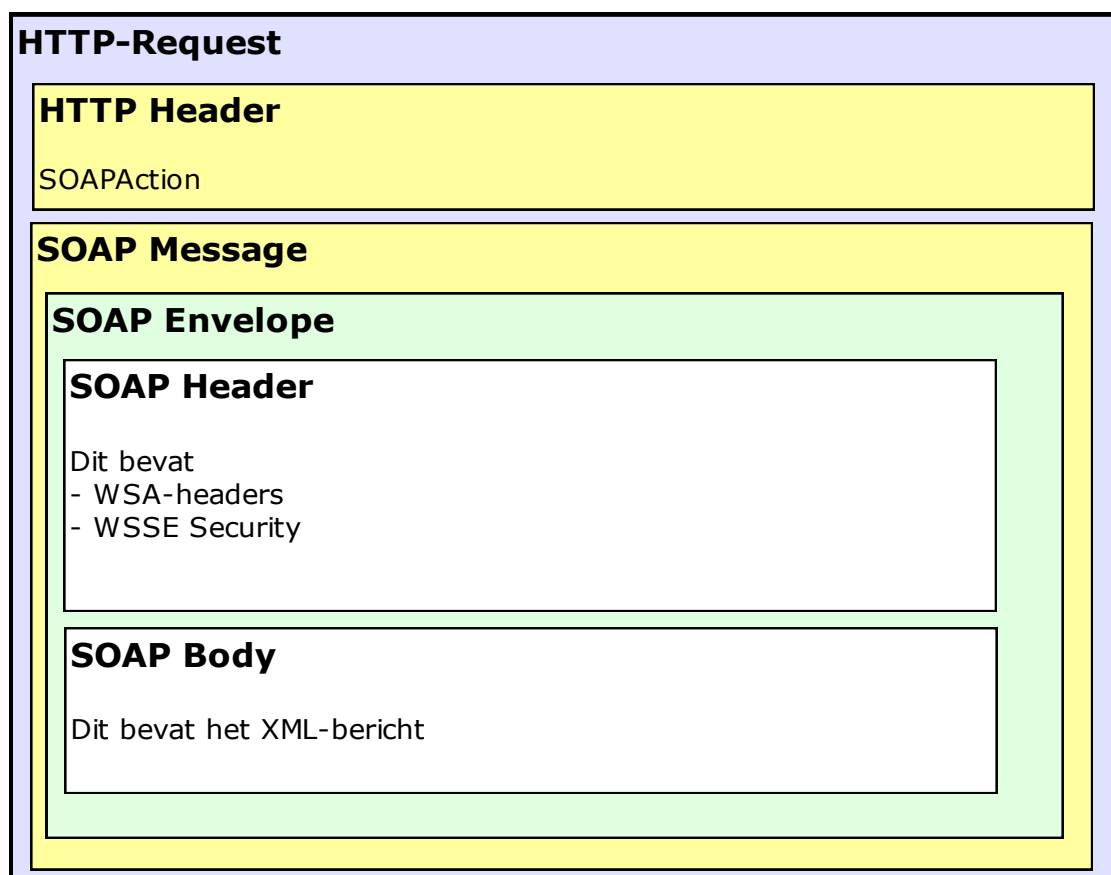 HTTP-Request
HTTP Header
SOAPAction
SOAP Message
SOAP Envelope
SOAP Header
Dit bevat
- WSA-headers
- WSSE Security
SOAP Body
Dit bevat het XML-bericht